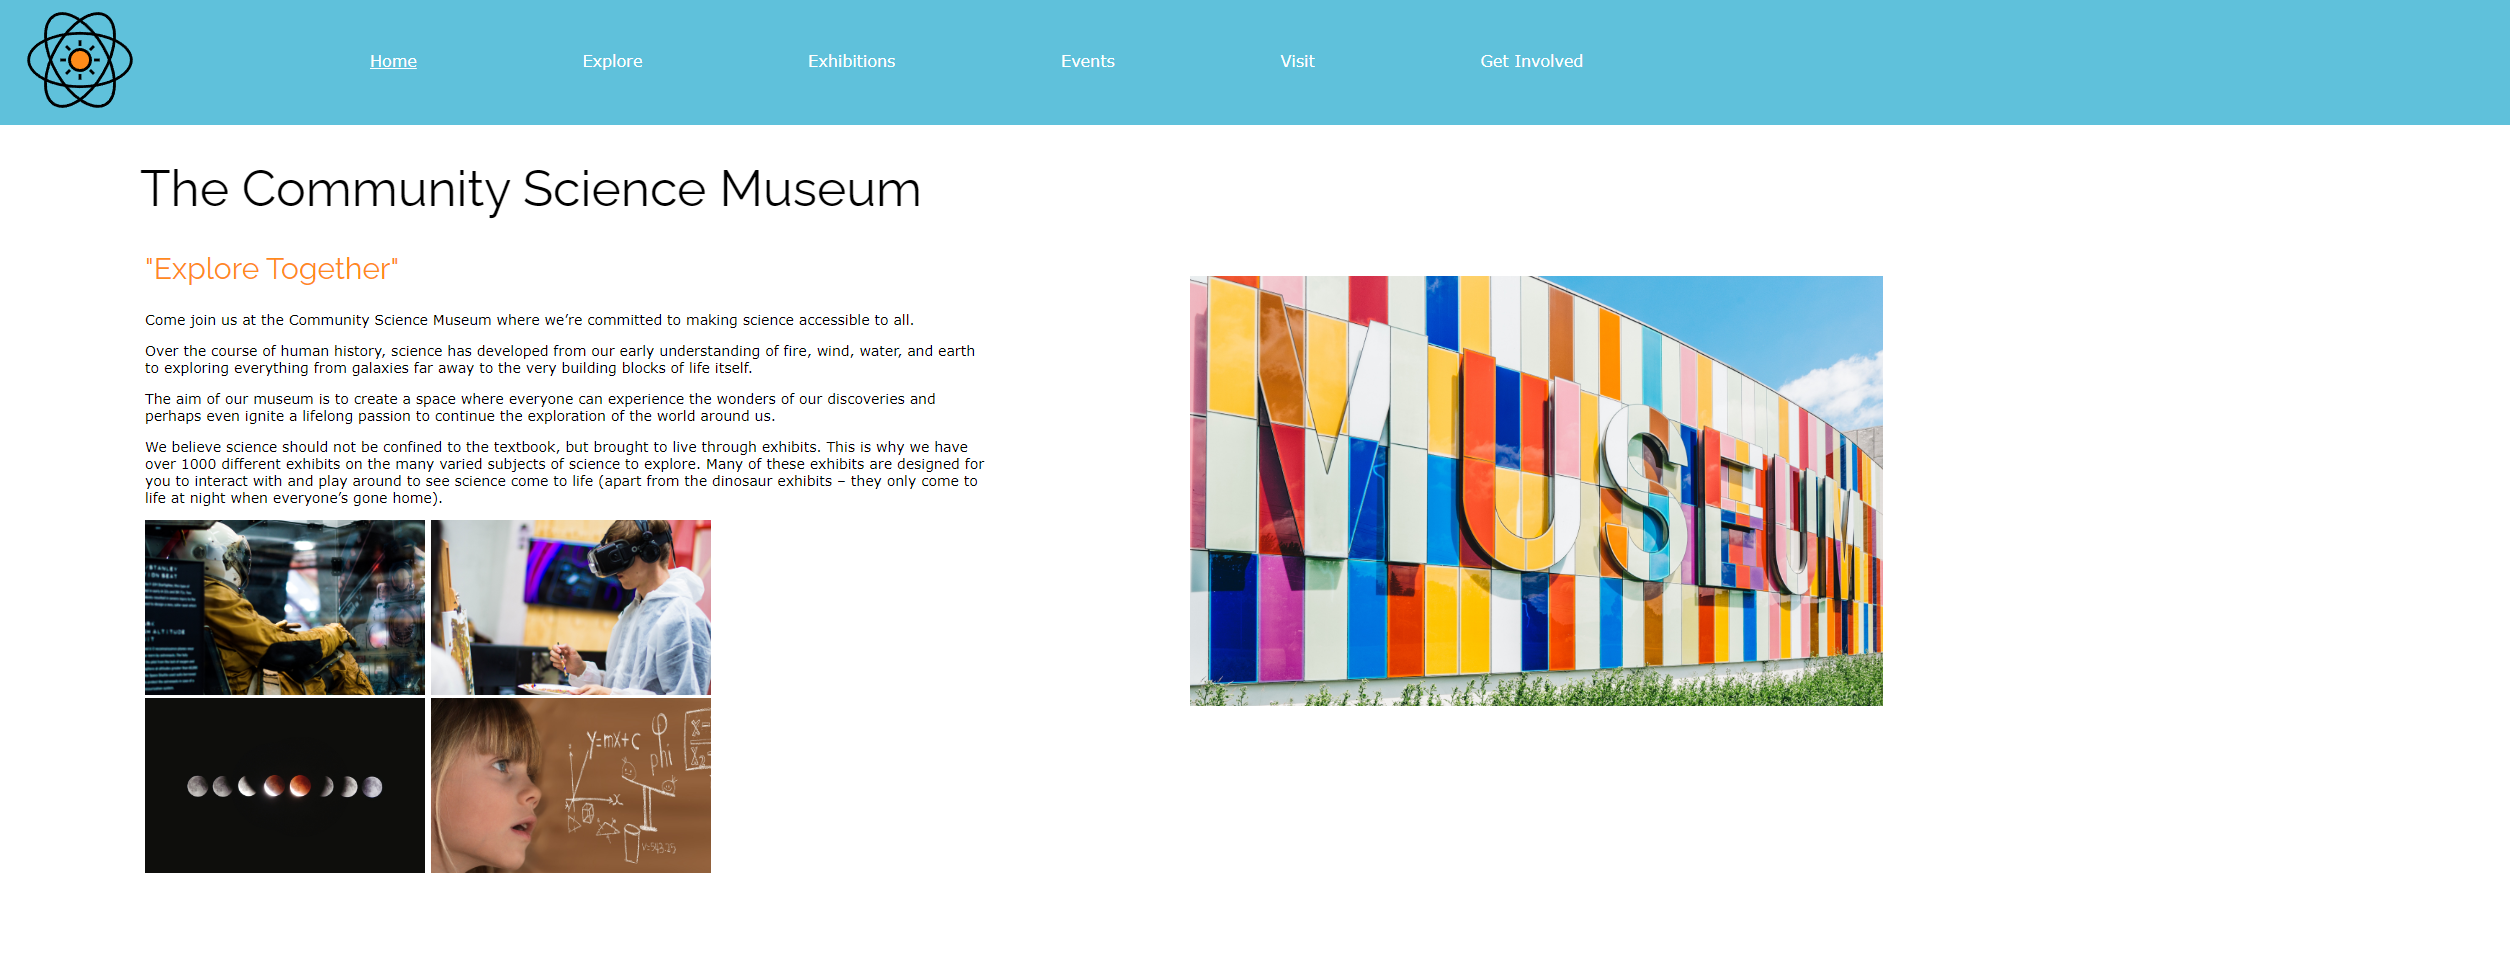 Home Explore Exhibitions Events Visit Get Involved
The Community Science Museum
"Explore Together"
Come join us at the Community Science Museum where we’re committed to making science accessible to all.
Over the course of human history, science has developed from our early understanding of fire, wind, water, and earth
to exploring everything from galaxies far away to the very building blocks of life itself.
The aim of our museum is to create a space where everyone can experience the wonders of our discoveries and
perhaps even ignite a lifelong passion to continue the exploration of the world around us.
We believe science should not be confined to the textbook, but brought to live through exhibits. This is why we have
over 1000 different exhibits on the many varied subjects of science to explore. Many of these exhibits are designed for
you to interact with and play around to see science come to life (apart from the dinosaur exhibits – they only come to
life at night when everyone’s gone home).
MUSEUM
STANLEY
ALTITUDE
y=mx+c
φ
phi
x